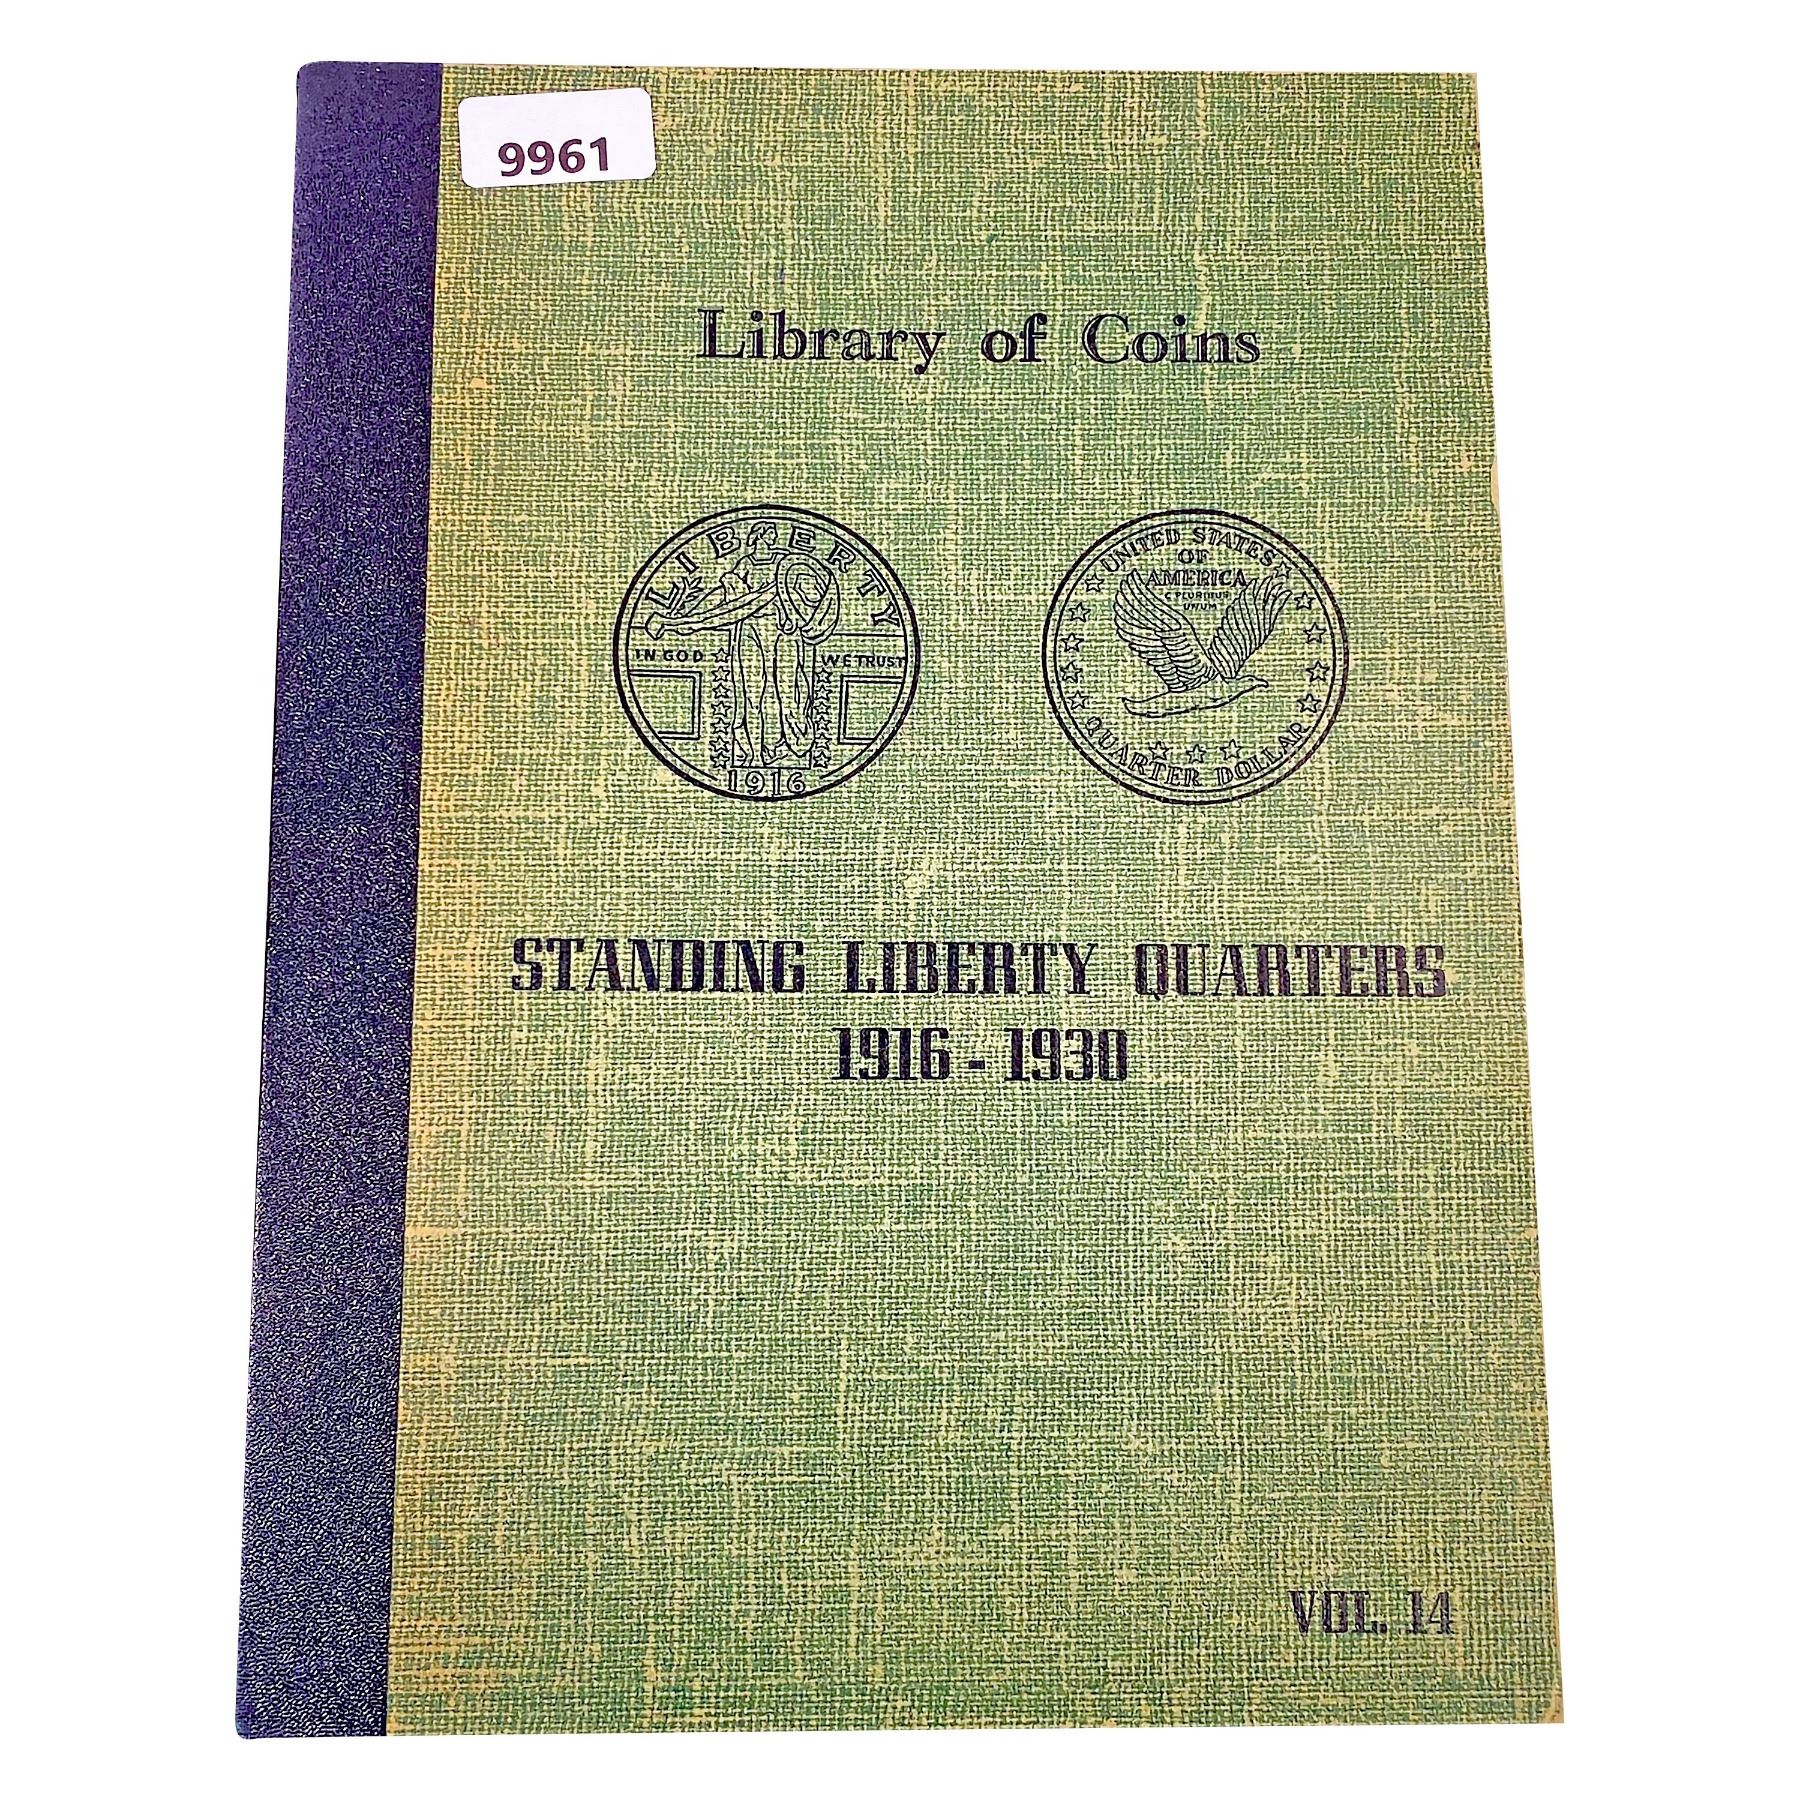 9961
Library of Coins
LIBERTY
IN GOD WE TRUST
1916
UNITED STATES
OF
AMERICA
E PLURIBUS
UNUM
QUARTER DOLLAR
STANDING LIBERTY QUARTERS
1916-1930
VOL. 14